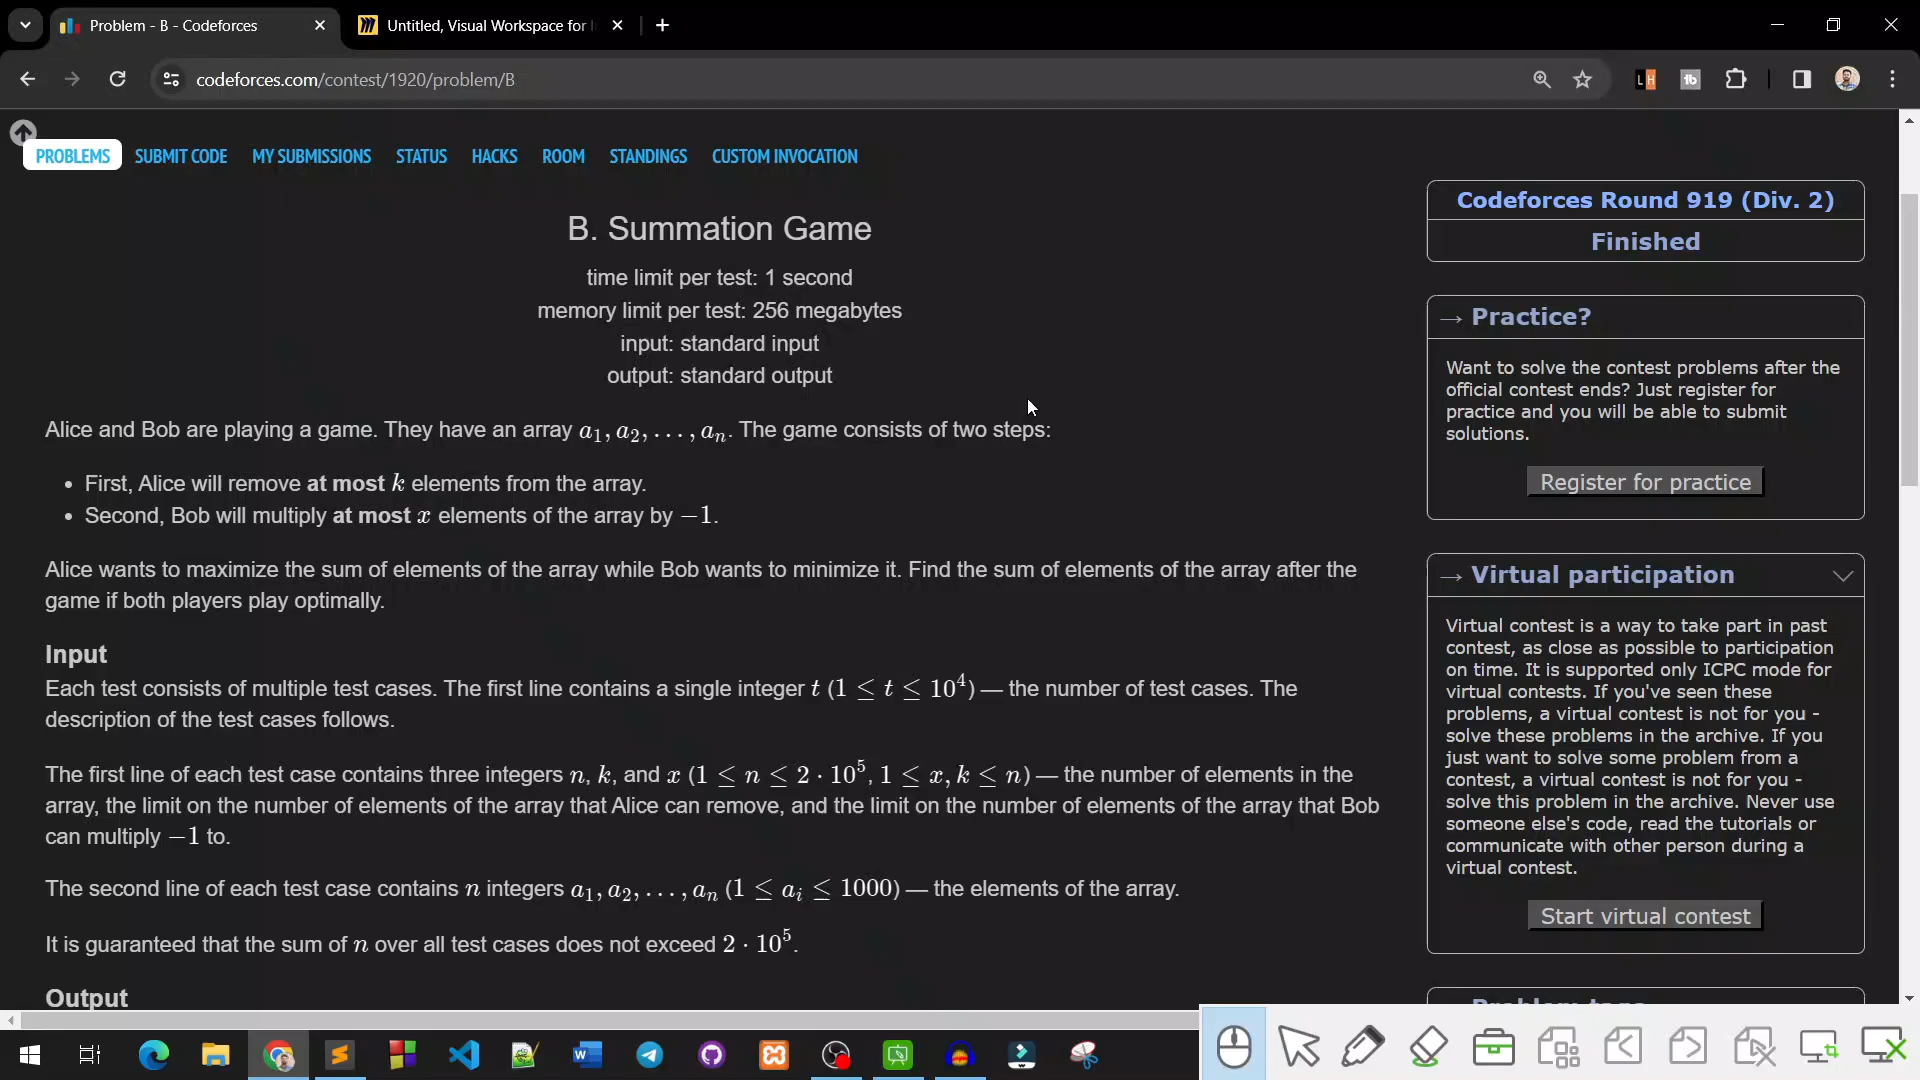 Problem - B - Codeforces
Untitled, Visual Workspace for
codeforces.com/contest/1920/problem/B
PROBLEMS SUBMIT CODE MY SUBMISSIONS STATUS HACKS ROOM STANDINGS CUSTOM INVOCATION
B. Summation Game
time limit per test: 1 second
memory limit per test: 256 megabytes
input: standard input
output: standard output
Alice and Bob are playing a game. They have an array a₁, a₂, ..., aₙ. The game consists of two steps:
• First, Alice will remove at most k elements from the array.
• Second, Bob will multiply at most x elements of the array by −1.
Alice wants to maximize the sum of elements of the array while Bob wants to minimize it. Find the sum of elements of the array after the
game if both players play optimally.
Input
Each test consists of multiple test cases. The first line contains a single integer t (1 ≤ t ≤ 10⁴) — the number of test cases. The
description of the test cases follows.
The first line of each test case contains three integers n, k, and x (1 ≤ n ≤ 2 · 10⁵, 1 ≤ x, k ≤ n) — the number of elements in the
array, the limit on the number of elements of the array that Alice can remove, and the limit on the number of elements of the array that Bob
can multiply −1 to.
The second line of each test case contains n integers a₁, a₂, ..., aₙ (1 ≤ aᵢ ≤ 1000) — the elements of the array.
It is guaranteed that the sum of n over all test cases does not exceed 2 · 10⁵.
Output
Codeforces Round 919 (Div. 2)
Finished
→ Practice?
Want to solve the contest problems after the
official contest ends? Just register for
practice and you will be able to submit
solutions.
Register for practice
→ Virtual participation
Virtual contest is a way to take part in past
contest, as close as possible to participation
on time. It is supported only ICPC mode for
virtual contests. If you've seen these
problems, a virtual contest is not for you -
solve these problems in the archive. If you
just want to solve some problem from a
contest, a virtual contest is not for you -
solve this problem in the archive. Never use
someone else's code, read the tutorials or
communicate with other person during a
virtual contest.
Start virtual contest